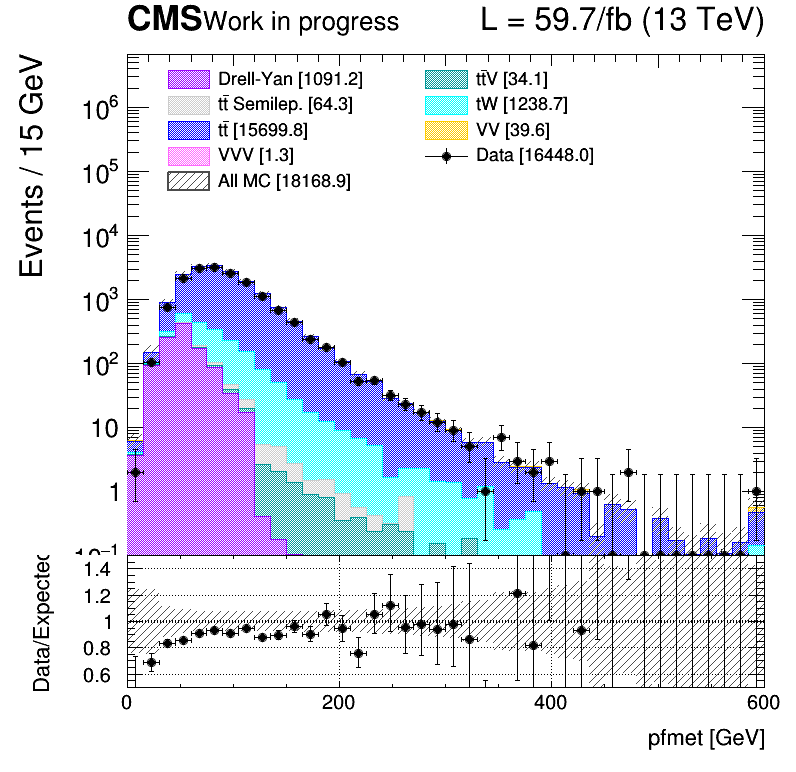 CMS Work in progress L = 59.7/fb (13 TeV)
Events / 15 GeV
Drell-Yan [1091.2]
tt̄ Semilep. [64.3]
tt̄ [15699.8]
VVV [1.3]
All MC [18168.9]
tt̄V [34.1]
tW [1238.7]
VV [39.6]
Data [16448.0]
10⁶
10⁵
10⁴
10³
10²
10
1
10⁻¹
Data/Expected
1.4
1.2
1
0.8
0.6
0 200 400 600
pfmet [GeV]